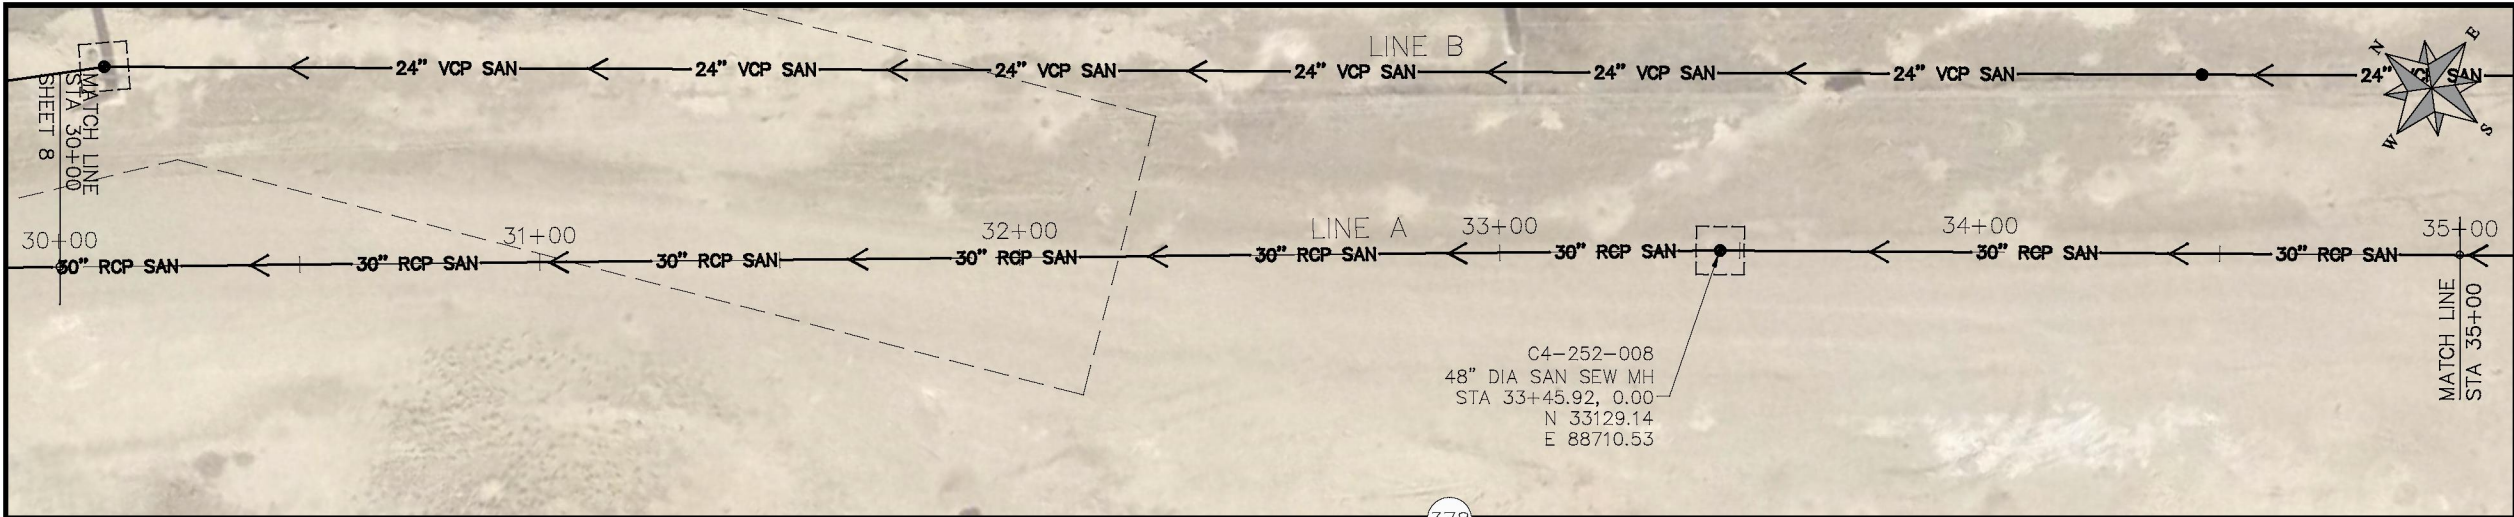 LINE B
24" VCP SAN
24" VCP SAN
24" VCP SAN
24" VCP SAN
24" VCP SAN
24" VCP SAN
24" VCP SAN
N
E
W
S
MATCH LINE
STA 30+00
SHEET 8
30+00
31+00
32+00
LINE A
33+00
34+00
35+00
30" RCP SAN
30" RCP SAN
30" RCP SAN
30" RCP SAN
30" RCP SAN
30" RCP SAN
30" RCP SAN
30" RCP SAN
C4-252-008
48" DIA SAN SEW MH
STA 33+45.92, 0.00
N 33129.14
E 88710.53
MATCH LINE
STA 35+00